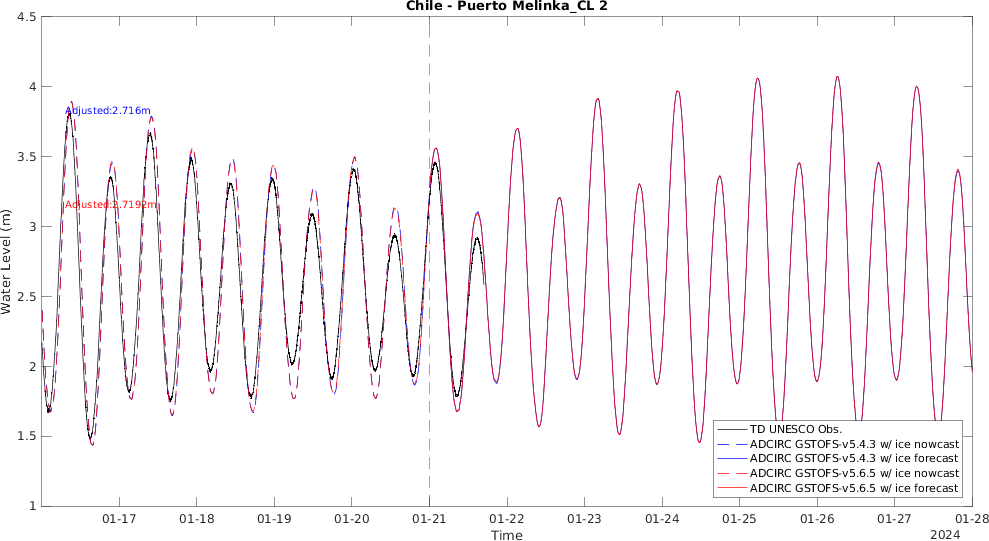 Chile - Puerto Melinka_CL 2
4.5
4
3.5
3
2.5
2
1.5
1
Water Level (m)
Adjusted:2.716m
Adjusted:2.7192m
TD UNESCO Obs.
ADCIRC GSTOFS-v5.4.3 w/ ice nowcast
ADCIRC GSTOFS-v5.4.3 w/ ice forecast
ADCIRC GSTOFS-v5.6.5 w/ ice nowcast
ADCIRC GSTOFS-v5.6.5 w/ ice forecast
01-17 01-18 01-19 01-20 01-21 01-22 01-23 01-24 01-25 01-26 01-27 01-28
Time
2024